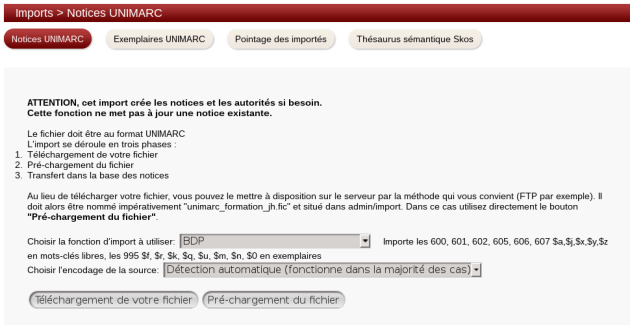 Imports > Notices UNIMARC
Notices UNIMARC Exemplaires UNIMARC Pointage des importés Thésaurus sémantique Skos
ATTENTION, cet import crée les notices et les autorités si besoin.
Cette fonction ne met pas à jour une notice existante.
Le fichier doit être au format UNIMARC
L'import se déroule en trois phases :
1. Téléchargement de votre fichier
2. Pré-chargement du fichier
3. Transfert dans la base des notices
Au lieu de télécharger votre fichier, vous pouvez le mettre à disposition sur le serveur par la méthode qui vous convient (FTP par exemple). Il
doit alors être nommé impérativement "unimarc_formation_jh.fic" et situé dans admin/import. Dans ce cas utilisez directement le bouton
"Pré-chargement du fichier".
Choisir la fonction d'import à utiliser: BDP Importe les 600, 601, 602, 605, 606, 607 $a,$j,$x,$y,$z
en mots-clés libres, les 995 $f, $r, $k, $q, $u, $m, $n, $0 en exemplaires
Choisir l'encodage de la source: Détection automatique (fonctionne dans la majorité des cas)
Téléchargement de votre fichier Pré-chargement du fichier